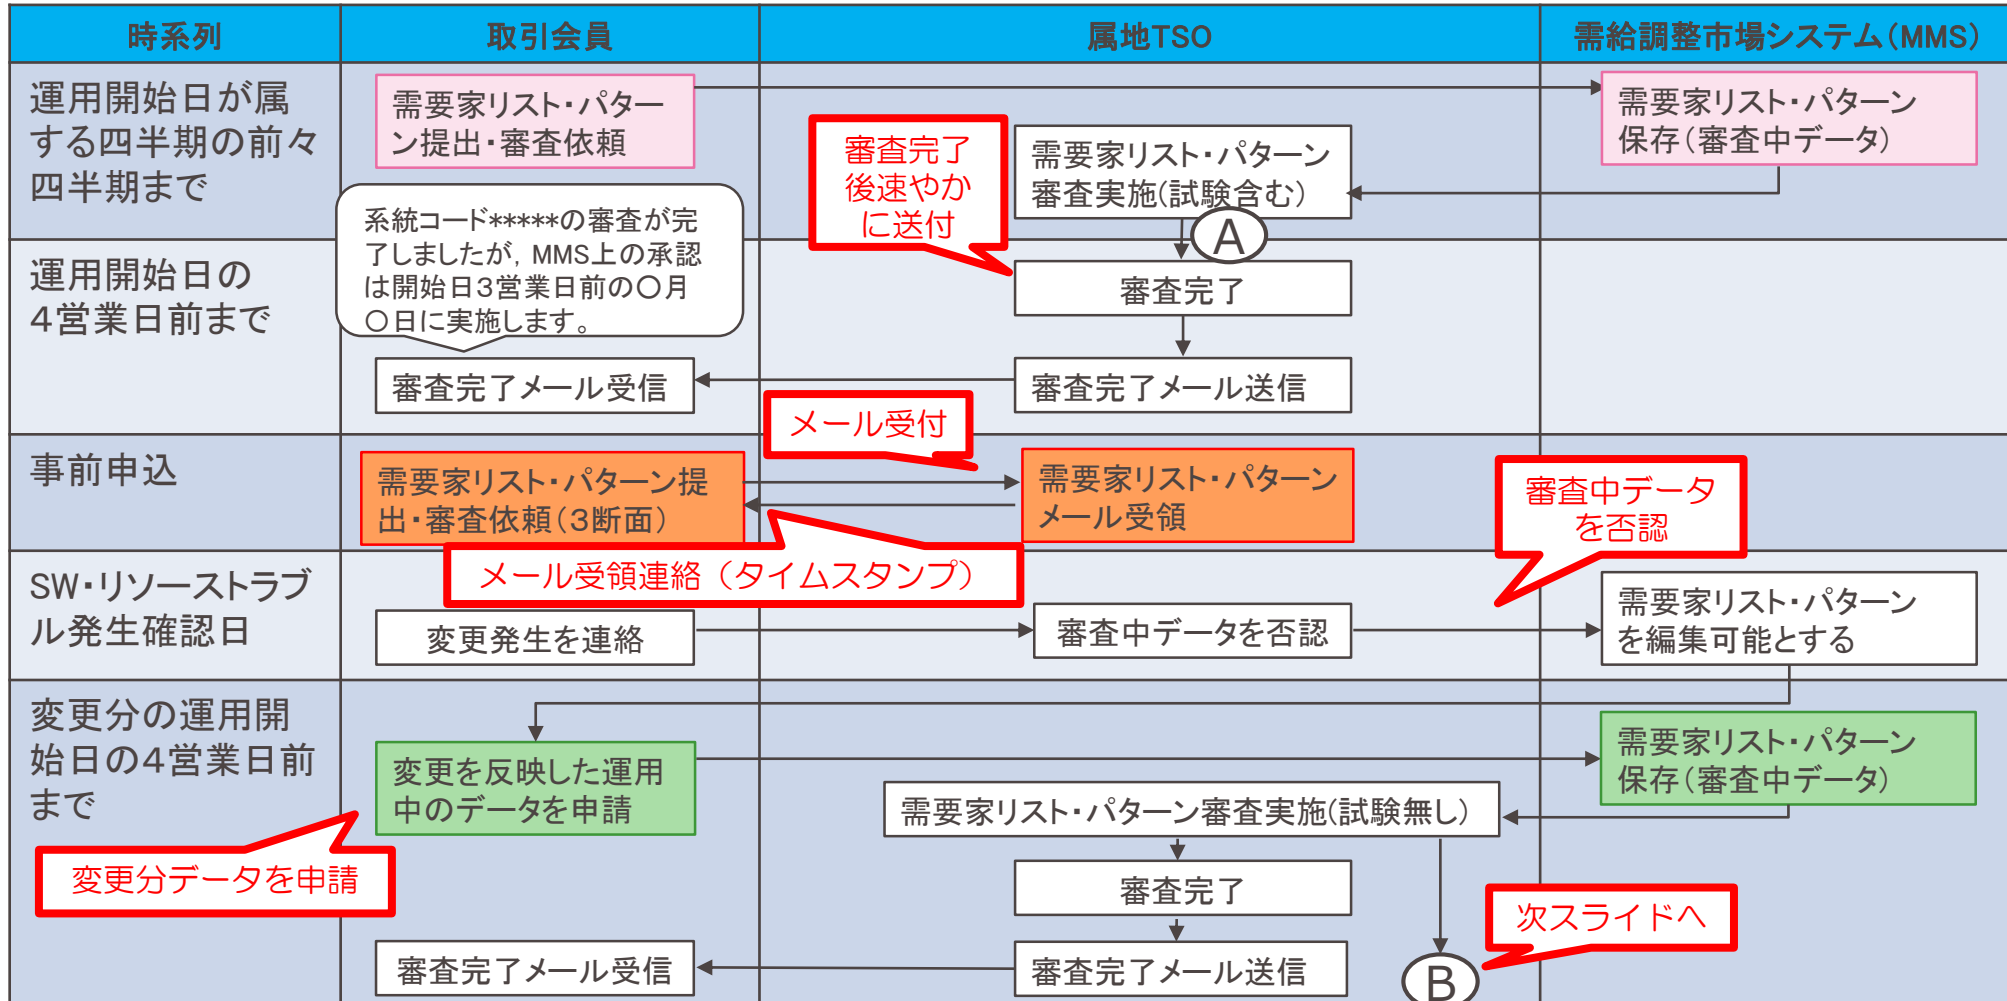 時系列
取引会員
属地TSO
需給調整市場システム(MMS)
運用開始日が属
する四半期の前々
四半期まで
需要家リスト・パター
ン提出・審査依頼
審査完了
後速やか
に送付
需要家リスト・パターン
審査実施(試験含む)
需要家リスト・パターン
保存(審査中データ)
A
運用開始日の
4営業日前まで
系統コード*****の審査が完
了しましたが, MMS上の承認
は開始日3営業日前の〇月
〇日に実施します。
審査完了
審査完了メール受信
審査完了メール送信
事前申込
メール受付
需要家リスト・パターン提
出・審査依頼(3断面)
需要家リスト・パターン
メール受領
審査中データ
を否認
メール受領連絡(タイムスタンプ)
SW・リソーストラブ
ル発生確認日
変更発生を連絡
審査中データを否認
需要家リスト・パターン
を編集可能とする
変更分の運用開
始日の4営業日前
まで
変更を反映した運用
中のデータを申請
需要家リスト・パターン
保存(審査中データ)
需要家リスト・パターン審査実施(試験無し)
変更分データを申請
審査完了
次スライドへ
審査完了メール受信
審査完了メール送信
B